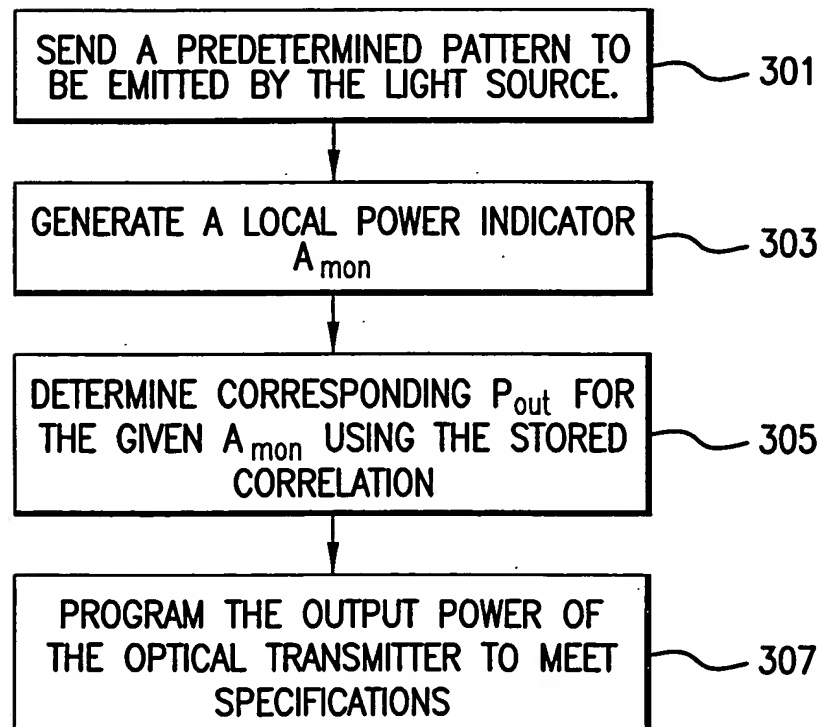 SEND A PREDETERMINED PATTERN TO
BE EMITTED BY THE LIGHT SOURCE.
301
GENERATE A LOCAL POWER INDICATOR
A mon
303
DETERMINE CORRESPONDING Pout FOR
THE GIVEN A mon USING THE STORED
CORRELATION
305
PROGRAM THE OUTPUT POWER OF
THE OPTICAL TRANSMITTER TO MEET
SPECIFICATIONS
307